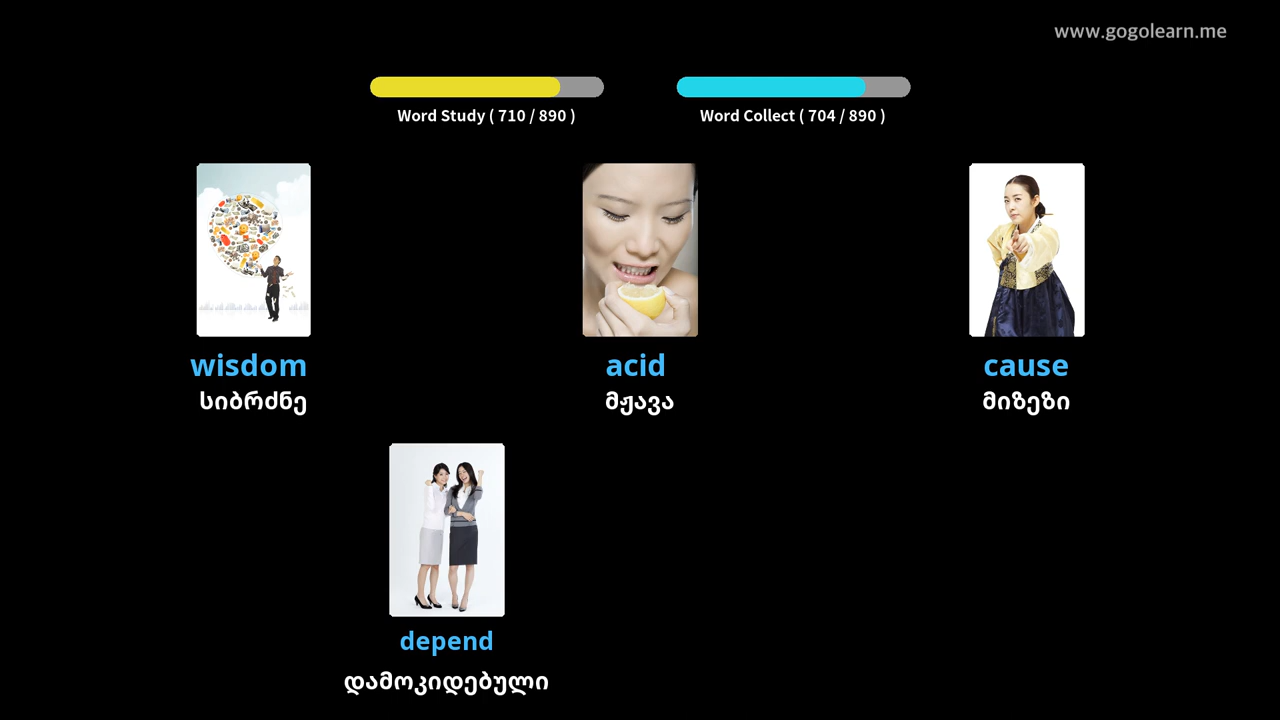 www.gogolearn.me
Word Study ( 710 / 890 )
Word Collect ( 704 / 890 )
wisdom
სიბრძნე
acid
მჟავა
cause
მიზეზი
depend
დამოკიდებული